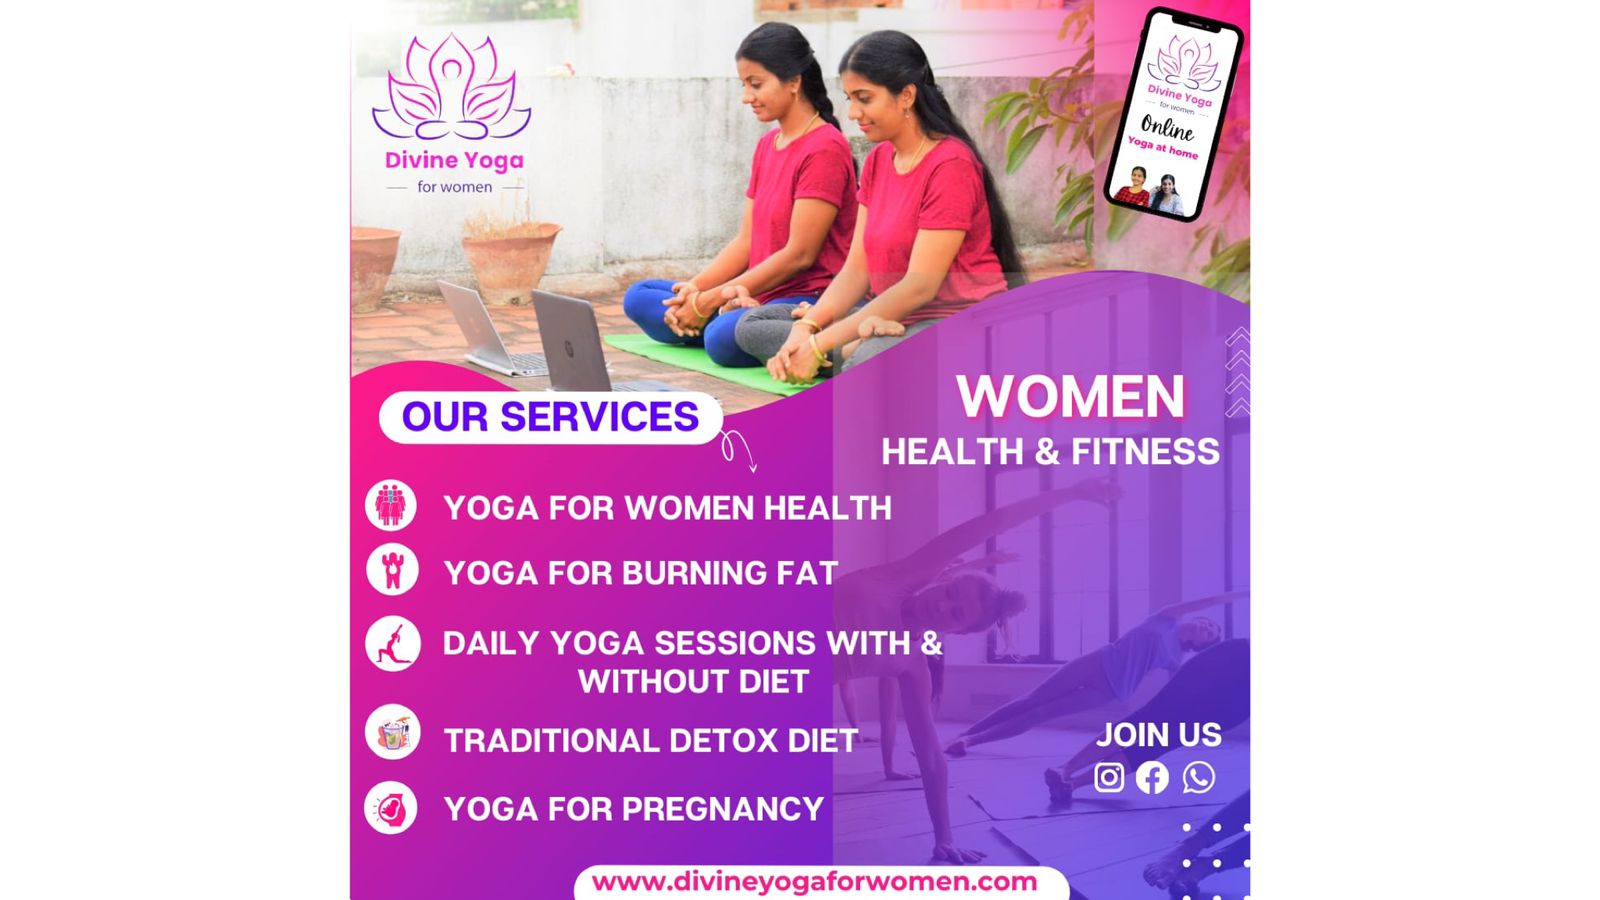 Divine Yoga
for women
Divine Yoga
for women
Online
Yoga at home
OUR SERVICES
WOMEN
HEALTH & FITNESS
YOGA FOR WOMEN HEALTH
YOGA FOR BURNING FAT
DAILY YOGA SESSIONS WITH &
WITHOUT DIET
TRADITIONAL DETOX DIET
YOGA FOR PREGNANCY
JOIN US
www.divineyogaforwomen.com